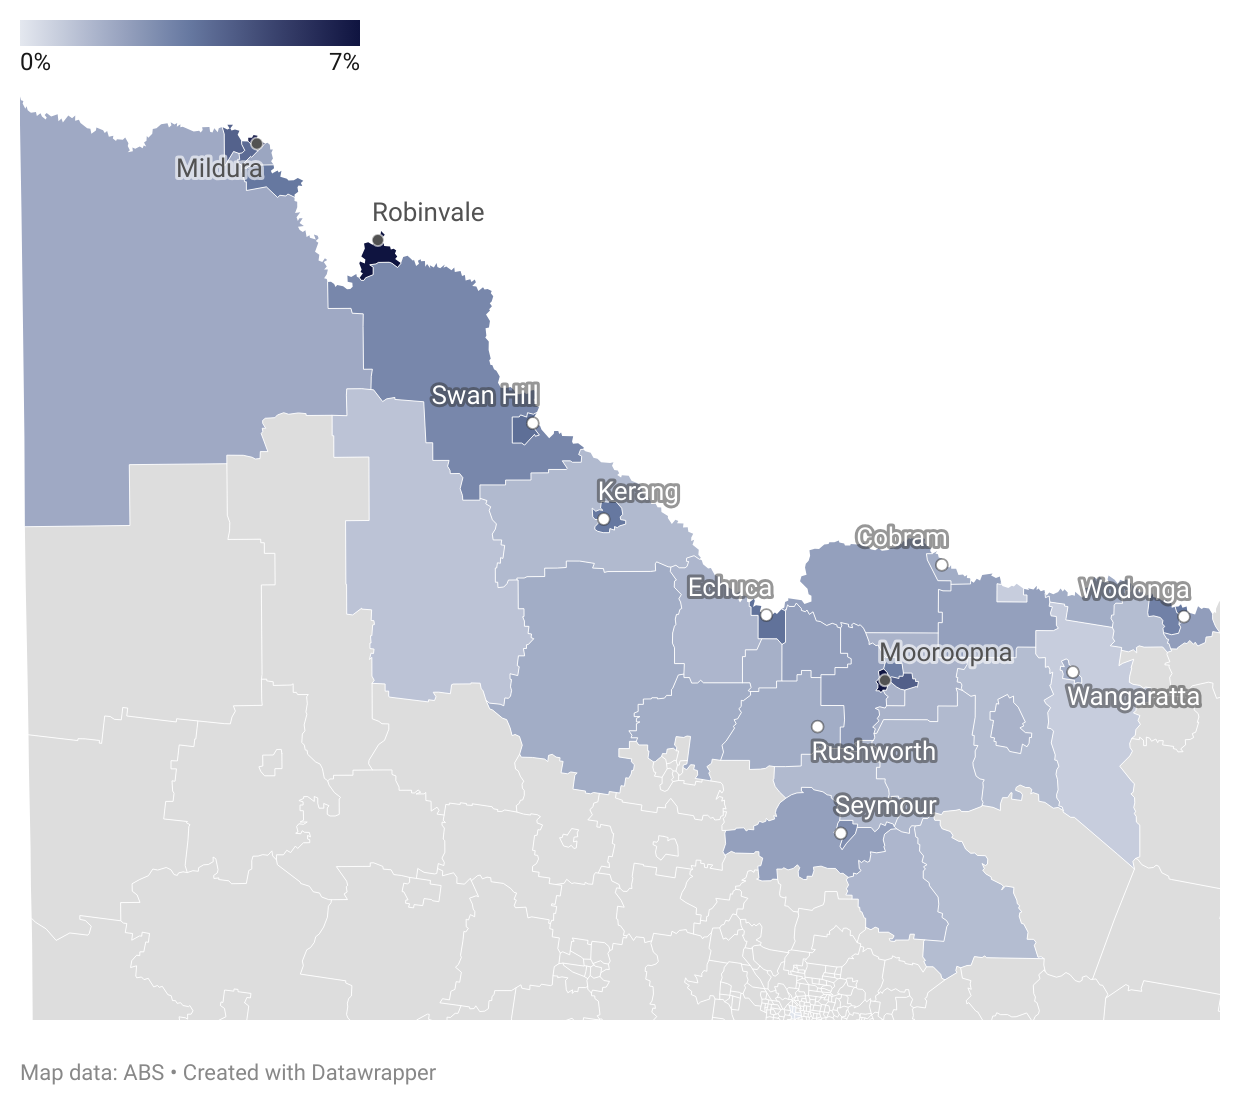 0% 7%
Mildura
Robinvale
Swan Hill
Kerang
Cobram
Echuca
Wodonga
Mooroopna
Wangaratta
Rushworth
Seymour
Map data: ABS • Created with Datawrapper